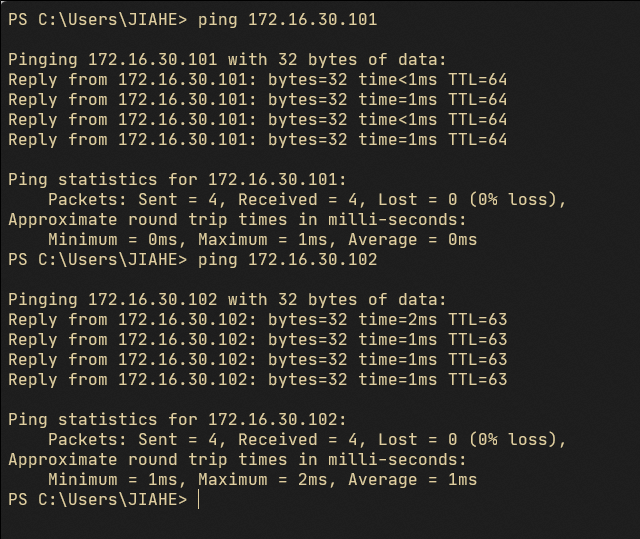 PS C:\Users\JIAHE> ping 172.16.30.101

Pinging 172.16.30.101 with 32 bytes of data:
Reply from 172.16.30.101: bytes=32 time<1ms TTL=64
Reply from 172.16.30.101: bytes=32 time=1ms TTL=64
Reply from 172.16.30.101: bytes=32 time<1ms TTL=64
Reply from 172.16.30.101: bytes=32 time=1ms TTL=64

Ping statistics for 172.16.30.101:
    Packets: Sent = 4, Received = 4, Lost = 0 (0% loss),
Approximate round trip times in milli-seconds:
    Minimum = 0ms, Maximum = 1ms, Average = 0ms
PS C:\Users\JIAHE> ping 172.16.30.102

Pinging 172.16.30.102 with 32 bytes of data:
Reply from 172.16.30.102: bytes=32 time=2ms TTL=63
Reply from 172.16.30.102: bytes=32 time=1ms TTL=63
Reply from 172.16.30.102: bytes=32 time=1ms TTL=63
Reply from 172.16.30.102: bytes=32 time=1ms TTL=63

Ping statistics for 172.16.30.102:
    Packets: Sent = 4, Received = 4, Lost = 0 (0% loss),
Approximate round trip times in milli-seconds:
    Minimum = 1ms, Maximum = 2ms, Average = 1ms
PS C:\Users\JIAHE>